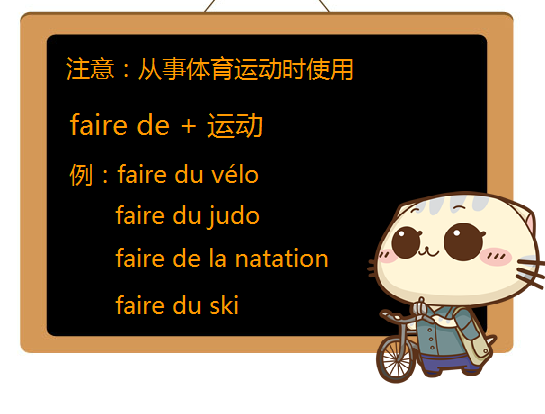 注意：从事体育运动时使用
faire de + 运动
例：faire du vélo
faire du judo
faire de la natation
faire du ski